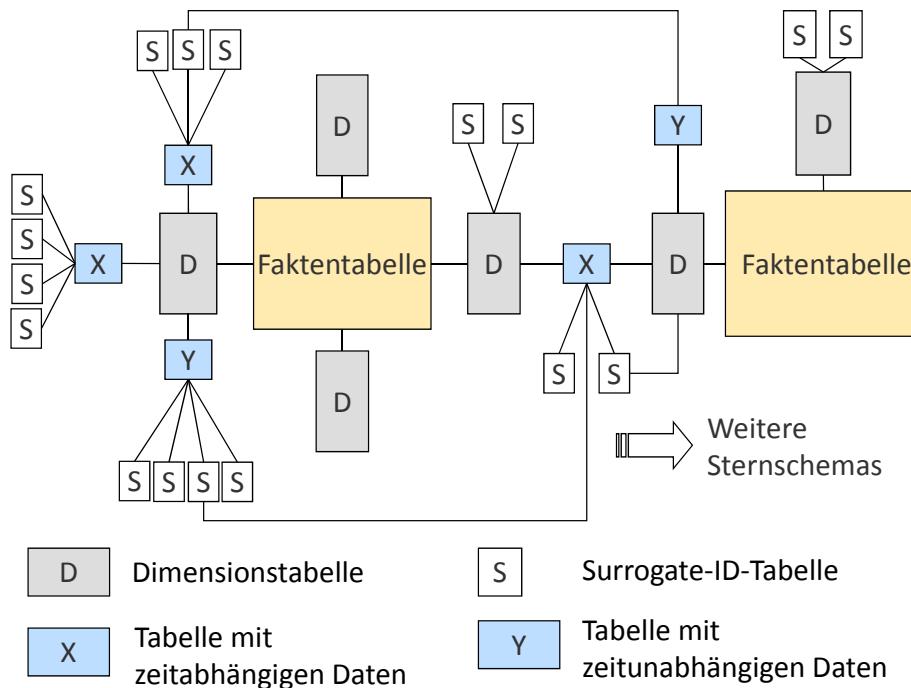 S S S
S S
D
D
S S
Y
X
S
S
S
S
X
D
Faktentabelle
D
X
D
Faktentabelle
Y
D
S S
S S S S
Weitere
Sternschemas
D Dimensionstabelle
S Surrogate-ID-Tabelle
X Tabelle mit
zeitabhängigen Daten
Y Tabelle mit
zeitunabhängigen Daten